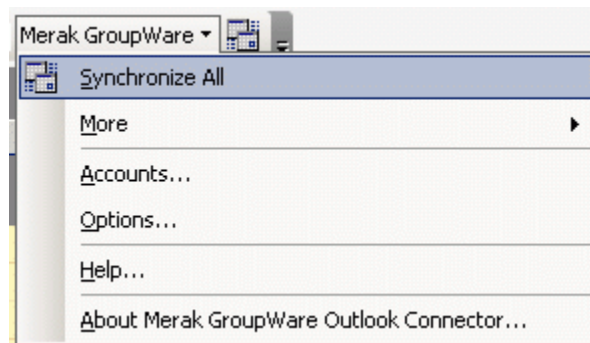 Merak GroupWare
Synchronize All
More
Accounts...
Options...
Help...
About Merak GroupWare Outlook Connector...